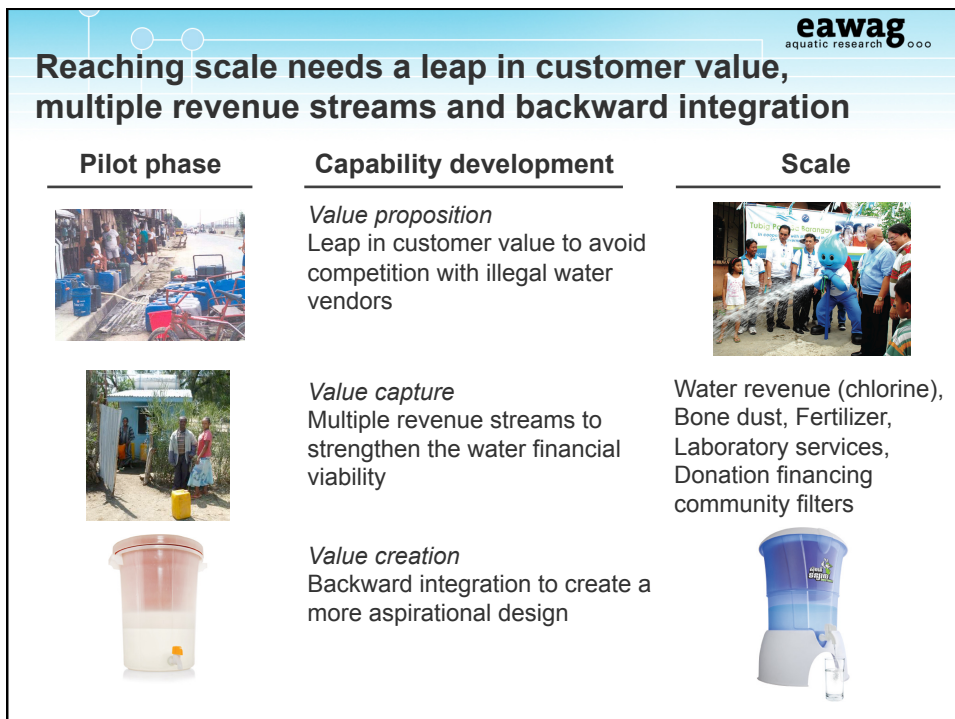 eawag
aquatic research
Reaching scale needs a leap in customer value,
multiple revenue streams and backward integration
Pilot phase
Capability development
Scale
Value proposition
Leap in customer value to avoid
competition with illegal water
vendors
Value capture
Multiple revenue streams to
strengthen the water financial
viability
Water revenue (chlorine),
Bone dust, Fertilizer,
Laboratory services,
Donation financing
community filters
Value creation
Backward integration to create a
more aspirational design